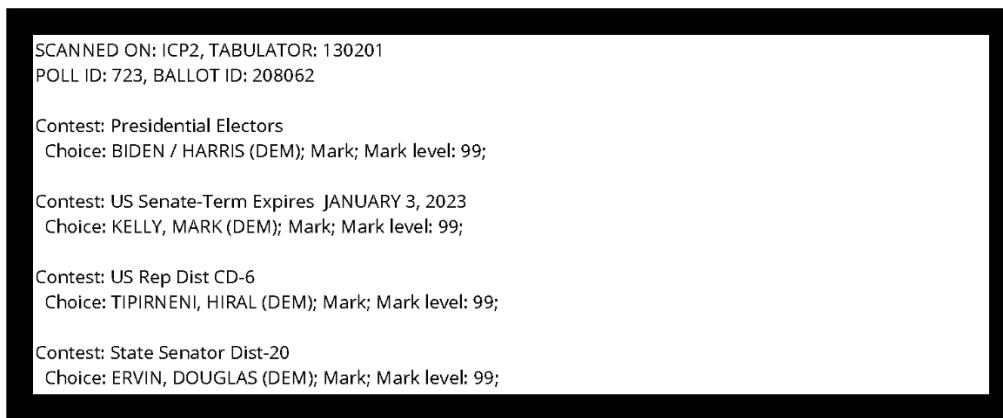 SCANNED ON: ICP2, TABULATOR: 130201
POLL ID: 723, BALLOT ID: 208062
Contest: Presidential Electors
Choice: BIDEN / HARRIS (DEM); Mark; Mark level: 99;
Contest: US Senate-Term Expires JANUARY 3, 2023
Choice: KELLY, MARK (DEM); Mark; Mark level: 99;
Contest: US Rep Dist CD-6
Choice: TIPIRNENI, HIRAL (DEM); Mark; Mark level: 99;
Contest: State Senator Dist-20
Choice: ERVIN, DOUGLAS (DEM); Mark; Mark level: 99;